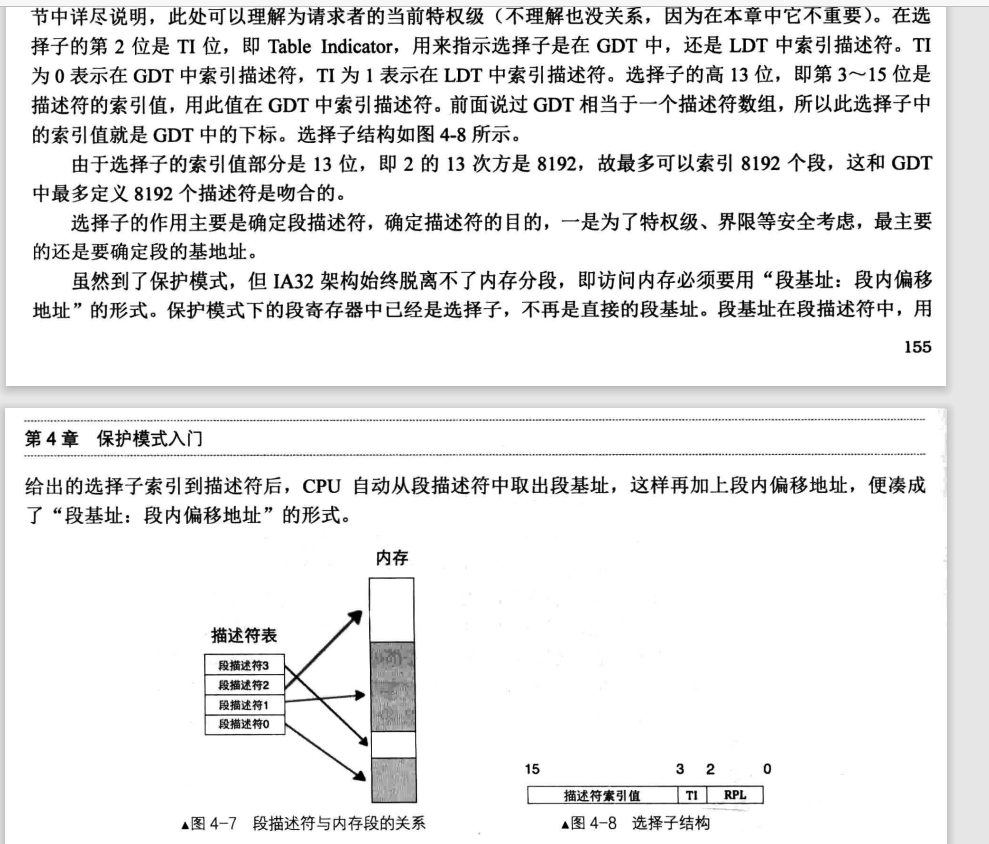 节中详尽说明，此处可以理解为请求者的当前特权级（不理解也没关系，因为在本章中它不重要）。在选
择子的第 2 位是 TI 位，即 Table Indicator，用来指示选择子是在 GDT 中，还是 LDT 中索引描述符。TI
为 0 表示在 GDT 中索引描述符，TI 为 1 表示在 LDT 中索引描述符。选择子的高 13 位，即第 3～15 位是
描述符的索引值，用此值在 GDT 中索引描述符。前面说过 GDT 相当于一个描述符数组，所以此选择子中
的索引值就是 GDT 中的下标。选择子结构如图 4-8 所示。
由于选择子的索引值部分是 13 位，即 2 的 13 次方是 8192，故最多可以索引 8192 个段，这和 GDT
中最多定义 8192 个描述符是吻合的。
选择子的作用主要是确定段描述符，确定描述符的目的，一是为了特权级、界限等安全考虑，最主要
的还是要确定段的基地址。
虽然到了保护模式，但 IA32 架构始终脱离不了内存分段，即访问内存必须要用“段基址：段内偏移
地址”的形式。保护模式下的段寄存器中已经是选择子，不再是直接的段基址。段基址在段描述符中，用
155
第 4 章 保护模式入门
给出的选择子索引到描述符后，CPU 自动从段描述符中取出段基址，这样再加上段内偏移地址，便凑成
了“段基址：段内偏移地址”的形式。
内存
描述符表
段描述符3
段描述符2
段描述符1
段描述符0
15 3 2 0
描述符索引值 TI RPL
▲图 4-7 段描述符与内存段的关系
▲图 4-8 选择子结构